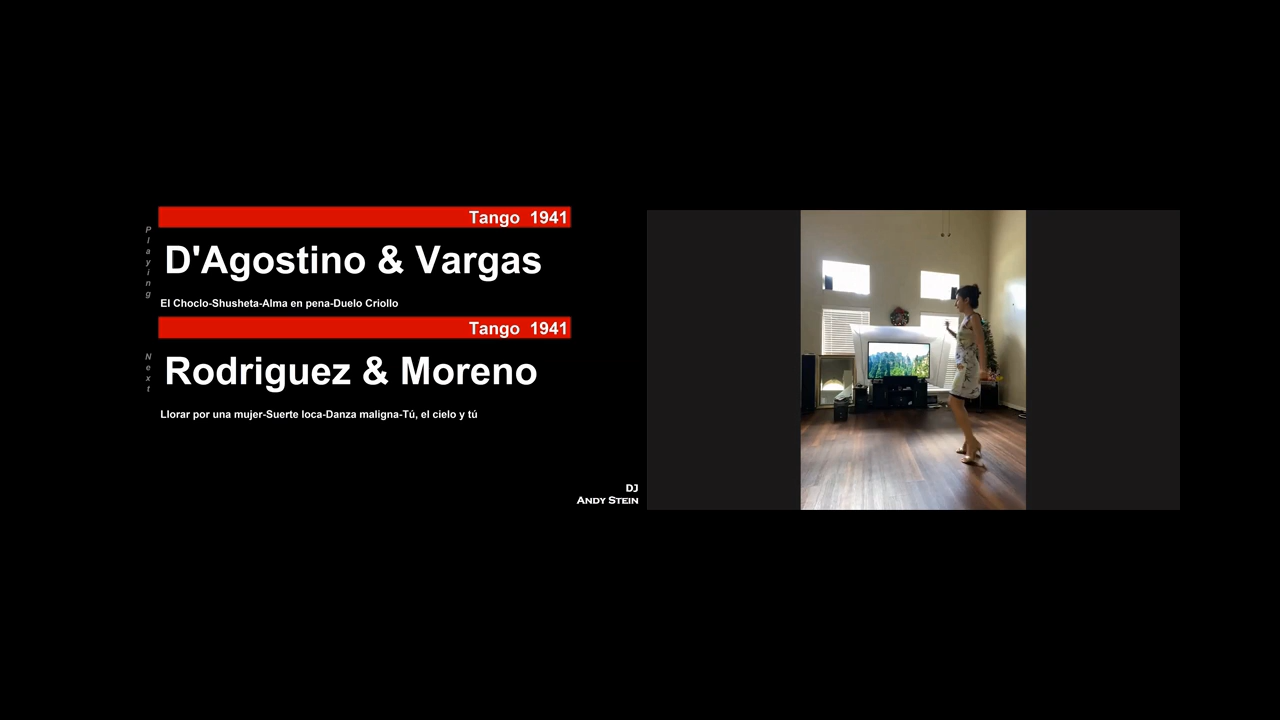 Tango 1941
Playing
D'Agostino & Vargas
El Choclo-Shusheta-Alma en pena-Duelo Criollo
Tango 1941
Next
Rodriguez & Moreno
Llorar por una mujer-Suerte loca-Danza maligna-Tú, el cielo y tú
DJ
ANDY STEIN